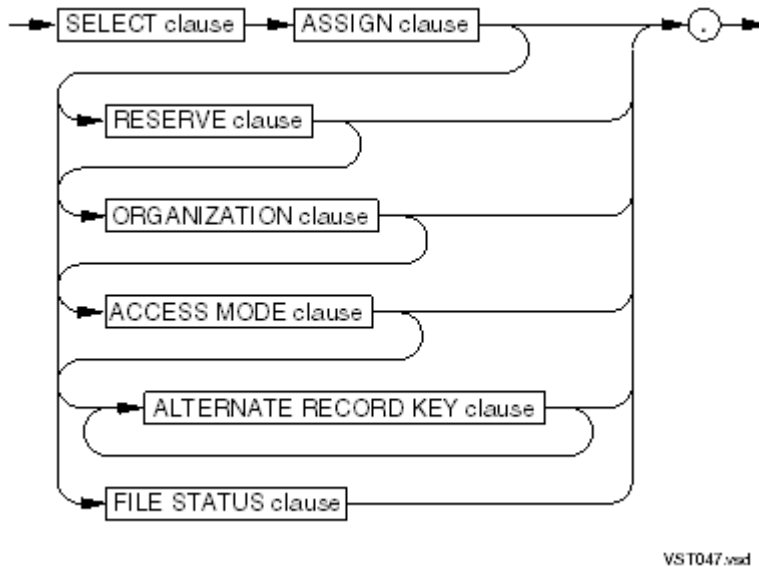 SELECT clause ASSIGN clause .
RESERVE clause
ORGANIZATION clause
ACCESS MODE clause
ALTERNATE RECORD KEY clause
FILE STATUS clause
VST047.vsd